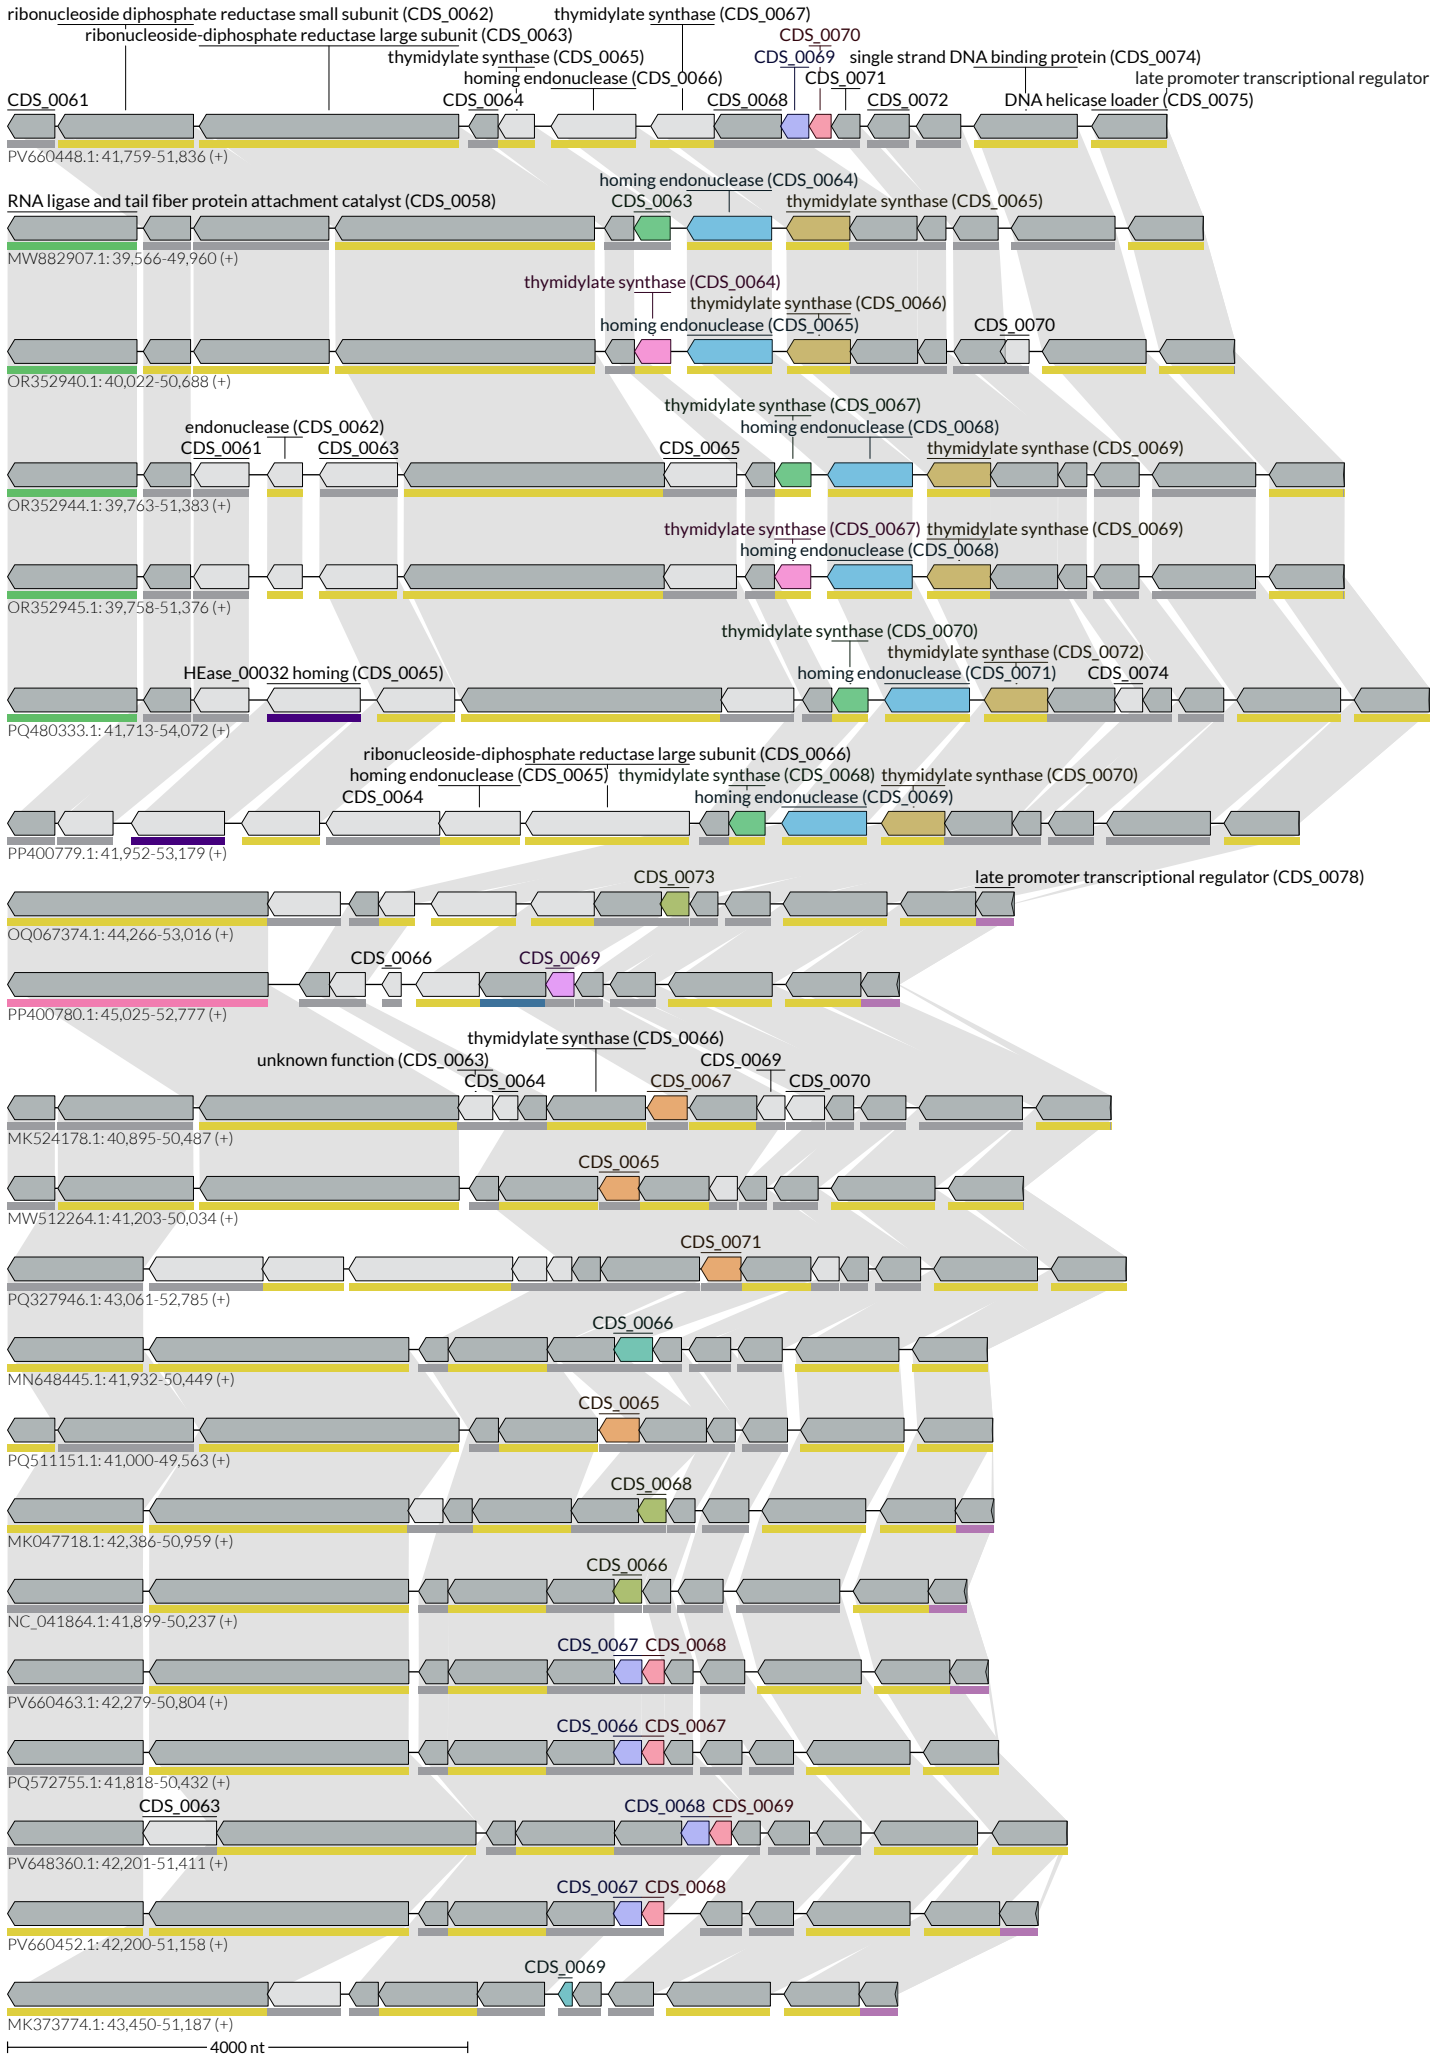 ribonucleoside diphosphate reductase small subunit (CDS_0062) thymidylate synthase (CDS_0067)
ribonucleoside-diphosphate reductase large subunit (CDS_0063) CDS_0070
thymidylate synthase (CDS_0065) CDS_0069 single strand DNA binding protein (CDS_0074)
homing endonuclease (CDS_0066) CDS_0071 late promoter transcriptional regulator
CDS_0061 CDS_0064 CDS_0068 CDS_0072 DNA helicase loader (CDS_0075)
PV660448.1: 41,759-51,836 (+)
homing endonuclease (CDS_0064)
RNA ligase and tail fiber protein attachment catalyst (CDS_0058) CDS_0063 thymidylate synthase (CDS_0065)
MW882907.1: 39,566-49,960 (+)
thymidylate synthase (CDS_0064)
thymidylate synthase (CDS_0066)
homing endonuclease (CDS_0065) CDS_0070
OR352940.1: 40,022-50,688 (+)
thymidylate synthase (CDS_0067)
endonuclease (CDS_0062) homing endonuclease (CDS_0068)
CDS_0061 CDS_0063 CDS_0065 thymidylate synthase (CDS_0069)
OR352944.1: 39,763-51,383 (+)
thymidylate synthase (CDS_0067) thymidylate synthase (CDS_0069)
homing endonuclease (CDS_0068)
OR352945.1: 39,758-51,376 (+)
thymidylate synthase (CDS_0070)
thymidylate synthase (CDS_0072)
HEase_00032 homing (CDS_0065) homing endonuclease (CDS_0071) CDS_0074
PQ480333.1: 41,713-54,072 (+)
ribonucleoside-diphosphate reductase large subunit (CDS_0066)
homing endonuclease (CDS_0065) thymidylate synthase (CDS_0068) thymidylate synthase (CDS_0070)
CDS_0064 homing endonuclease (CDS_0069)
PP400779.1: 41,952-53,179 (+)
CDS_0073 late promoter transcriptional regulator (CDS_0078)
OQ067374.1: 44,266-53,016 (+)
CDS_0066 CDS_0069
PP400780.1: 45,025-52,777 (+)
thymidylate synthase (CDS_0066)
unknown function (CDS_0063) CDS_0069
CDS_0064 CDS_0067 CDS_0070
MK524178.1: 40,895-50,487 (+)
CDS_0065
MW512264.1: 41,203-50,034 (+)
CDS_0071
PQ327946.1: 43,061-52,785 (+)
CDS_0066
MN648445.1: 41,932-50,449 (+)
CDS_0065
PQ511151.1: 41,000-49,563 (+)
CDS_0068
MK047718.1: 42,386-50,959 (+)
CDS_0066
NC_041864.1: 41,899-50,237 (+)
CDS_0067 CDS_0068
PV660463.1: 42,279-50,804 (+)
CDS_0066 CDS_0067
PQ572755.1: 41,818-50,432 (+)
CDS_0063 CDS_0068 CDS_0069
PV648360.1: 42,201-51,411 (+)
CDS_0067 CDS_0068
PV660452.1: 42,200-51,158 (+)
CDS_0069
MK373774.1: 43,450-51,187 (+)
4000 nt